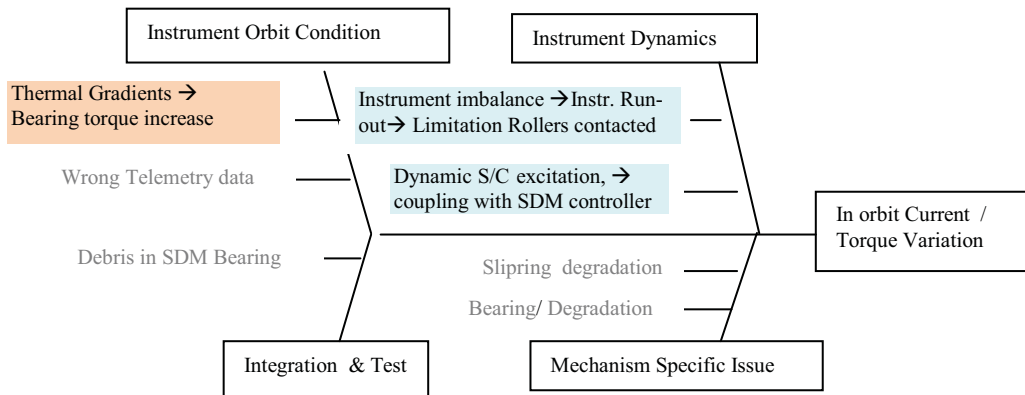 Instrument Orbit Condition
Instrument Dynamics
Thermal Gradients →
Bearing torque increase
Instrument imbalance →Instr. Run-
out→ Limitation Rollers contacted
Wrong Telemetry data
Dynamic S/C excitation, →
coupling with SDM controller
In orbit Current /
Torque Variation
Debris in SDM Bearing
Slipring degradation
Bearing/ Degradation
Integration & Test
Mechanism Specific Issue